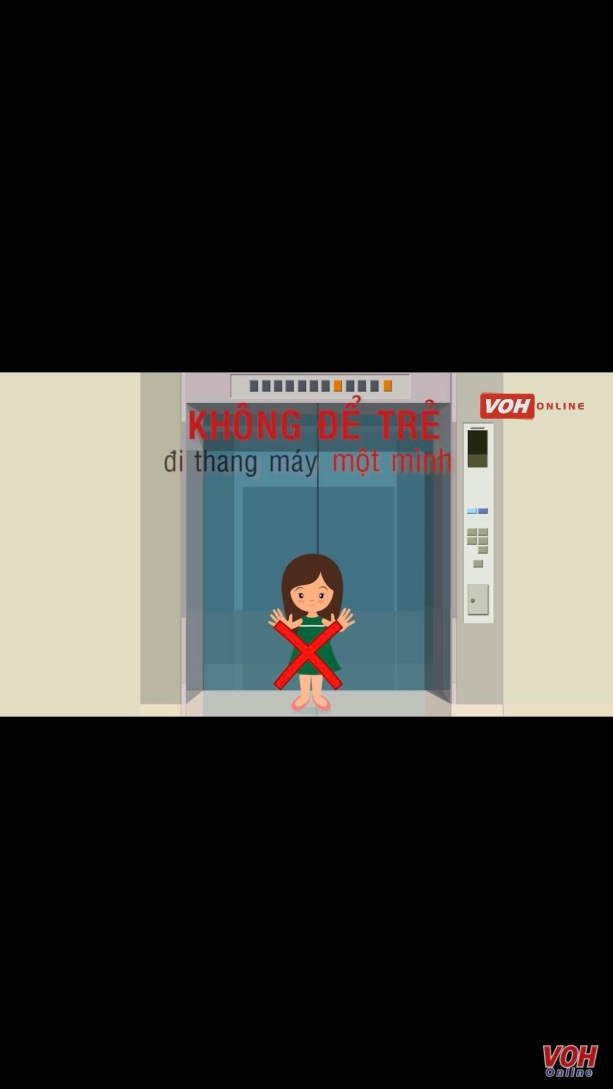 KHÔNG ĐỂ TRẺ
đi thang máy một mình
VOH ONLINE
VOH
Online